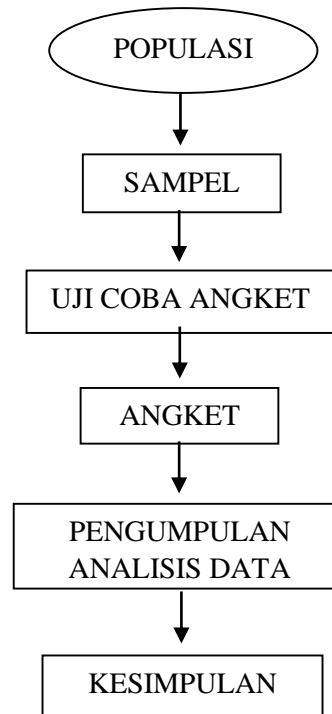 POPULASI
SAMPEL
UJI COBA ANGKET
ANGKET
PENGUMPULAN
ANALISIS DATA
KESIMPULAN